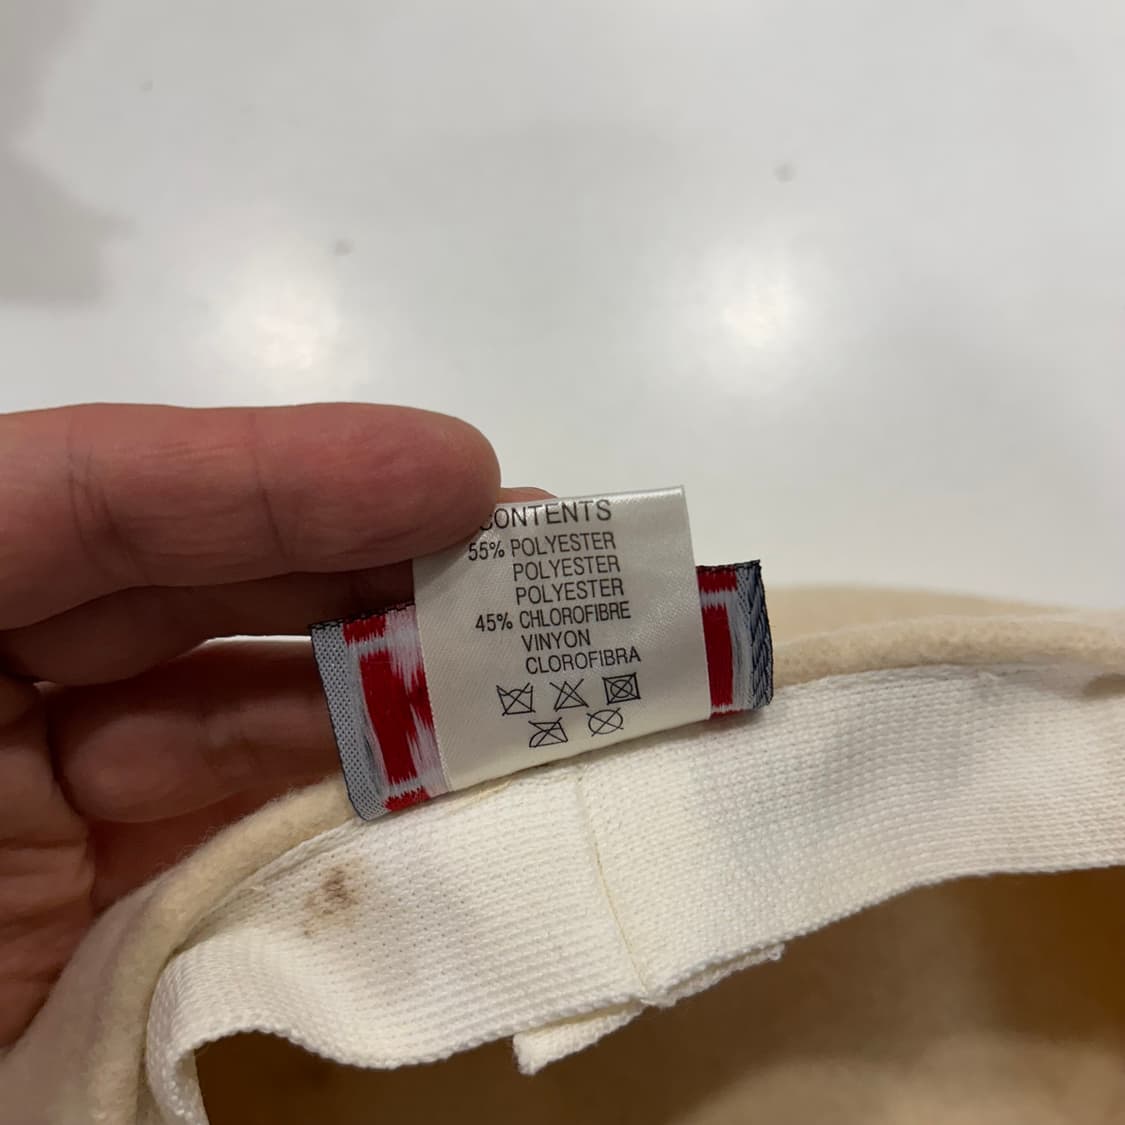 CONTENTS
55% POLYESTER
POLYESTER
POLYESTER
45% CHLOROFIBRE
VINYON
CLOROFIBRA